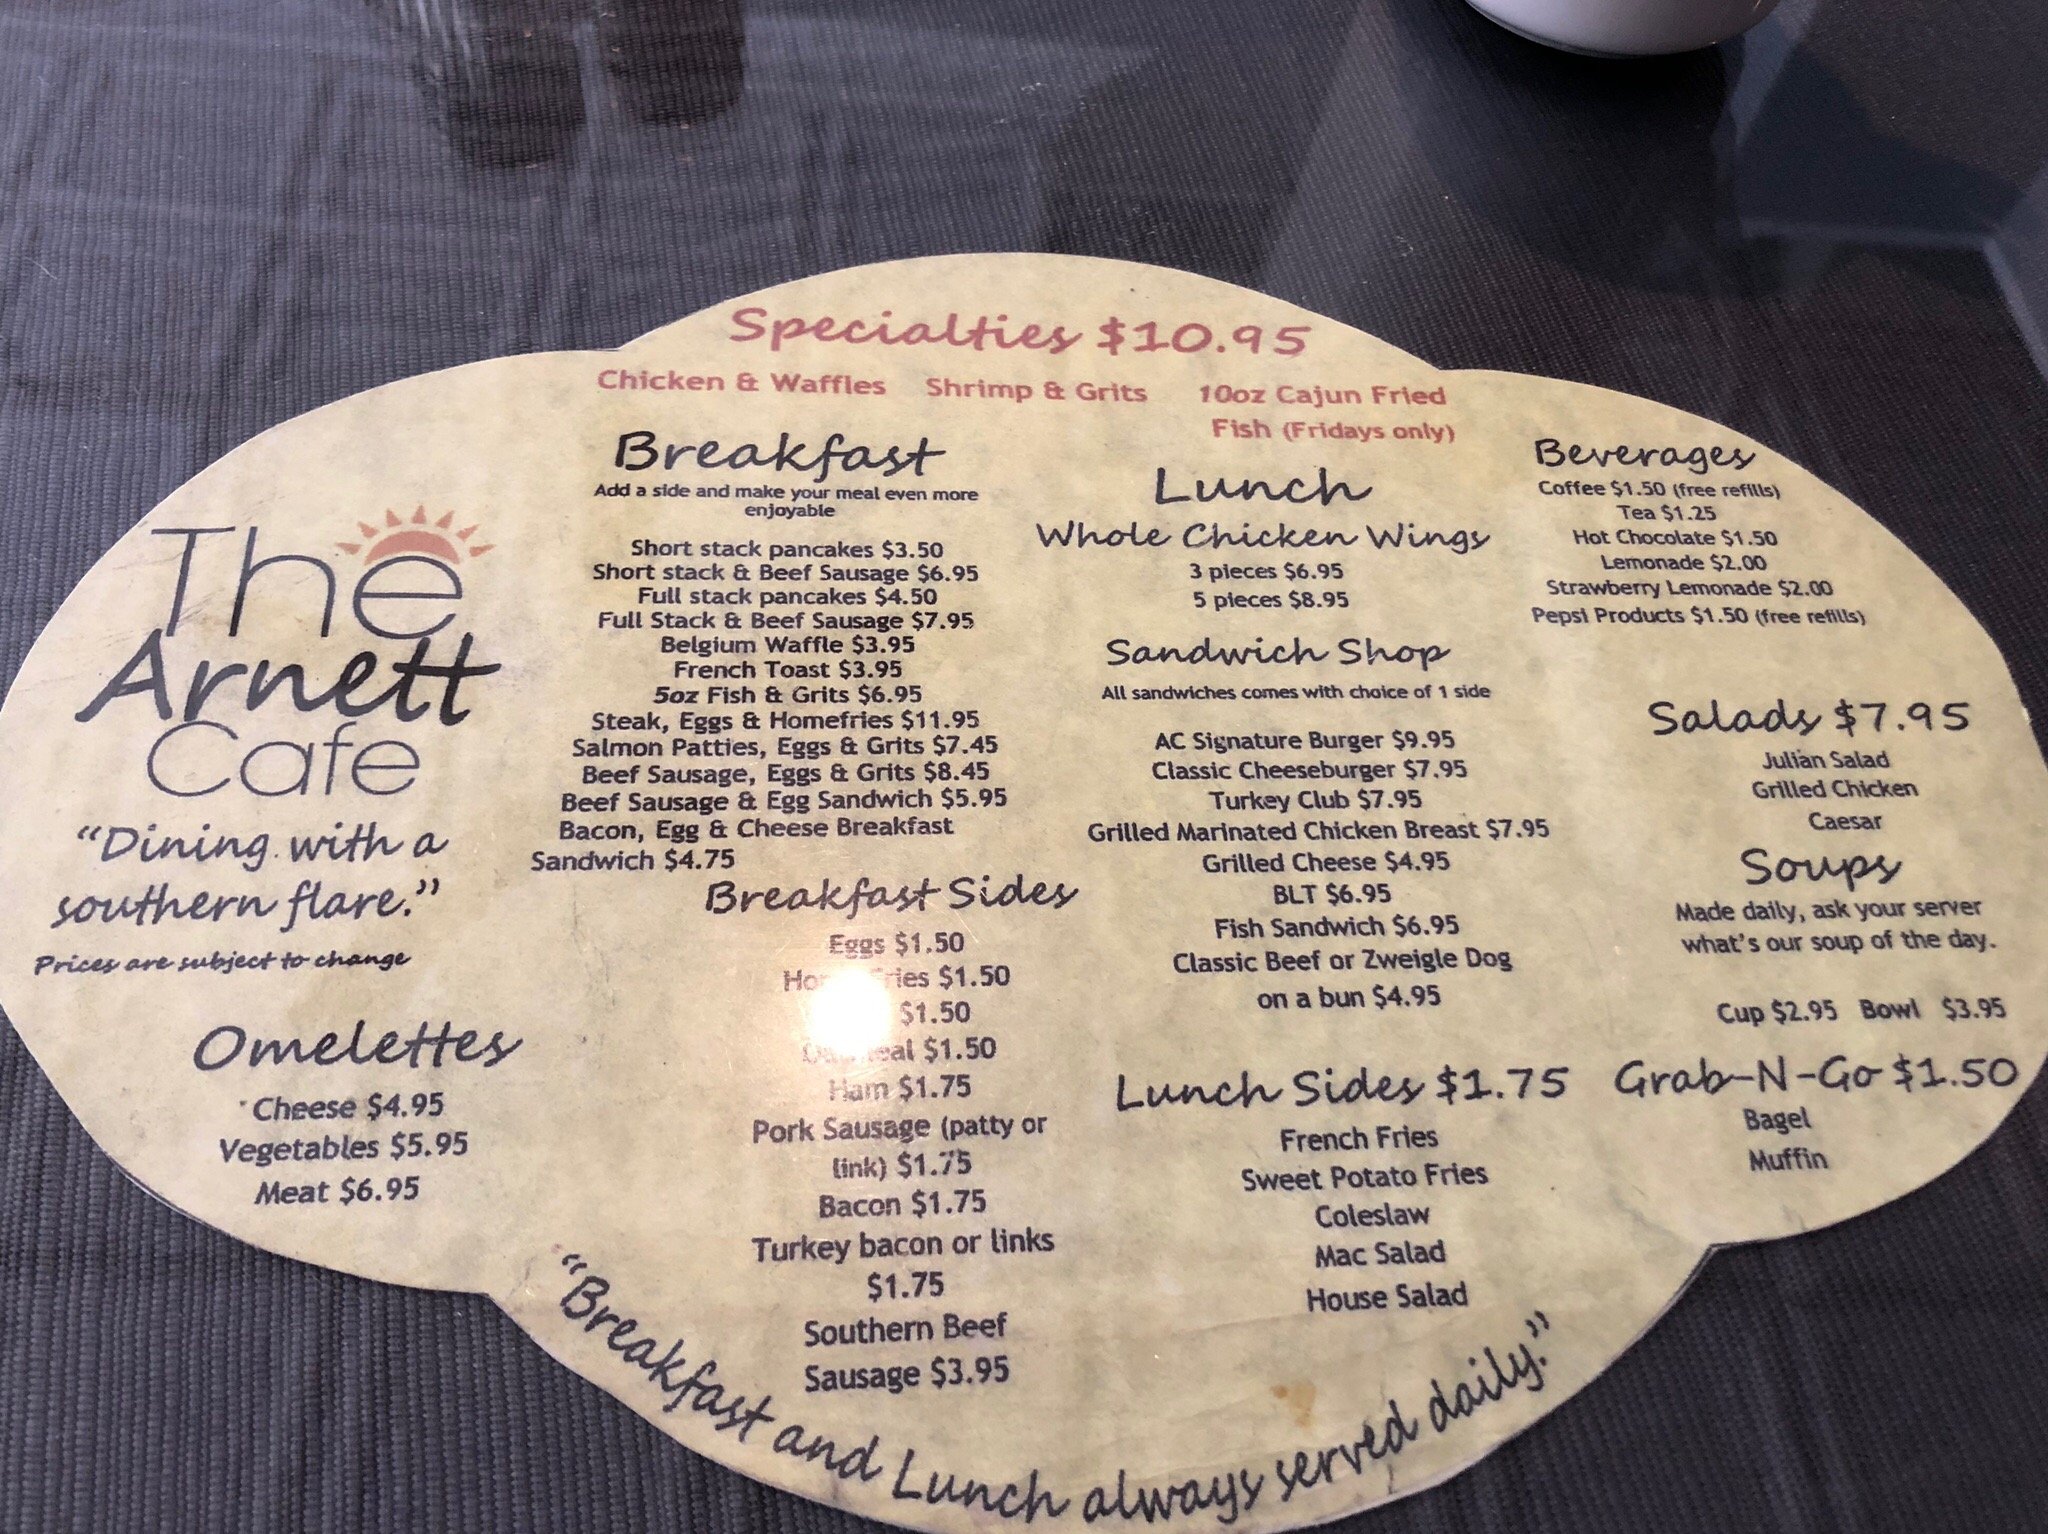 Specialties $10.95
Chicken & Waffles Shrimp & Grits 10oz Cajun Fried
Fish (Fridays only)
The
Arnett
Cafe
"Dining with a
southern flare."
Prices are subject to change
Omelettes
Cheese $4.95
Vegetables $5.95
Meat $6.95
Breakfast
Add a side and make your meal even more
enjoyable
Short stack pancakes $3.50
Short stack & Beef Sausage $6.95
Full stack pancakes $4.50
Full Stack & Beef Sausage $7.95
Belgium Waffle $3.95
French Toast $3.95
5oz Fish & Grits $6.95
Steak, Eggs & Homefries $11.95
Salmon Patties, Eggs & Grits $7.45
Beef Sausage, Eggs & Grits $8.45
Beef Sausage & Egg Sandwich $5.95
Bacon, Egg & Cheese Breakfast
Sandwich $4.75
Breakfast Sides
Eggs $1.50
Fries $1.50
$1.50
$1.50
Ham $1.75
Pork Sausage (patty or
link) $1.75
Bacon $1.75
Turkey bacon or links
$1.75
Southern Beef
Sausage $3.95
Lunch
Whole Chicken Wings
3 pieces $6.95
5 pieces $8.95
Sandwich Shop
All sandwiches comes with choice of 1 side
AC Signature Burger $9.95
Classic Cheeseburger $7.95
Turkey Club $7.95
Grilled Marinated Chicken Breast $7.95
Grilled Cheese $4.95
BLT $6.95
Fish Sandwich $6.95
Classic Beef or Zweigle Dog
on a bun $4.95
Lunch Sides $1.75
French Fries
Sweet Potato Fries
Coleslaw
Mac Salad
House Salad
Beverages
Coffee $1.50 (free refills)
Tea $1.25
Hot Chocolate $1.50
Lemonade $2.00
Strawberry Lemonade $2.00
Pepsi Products $1.50 (free refills)
Salads $7.95
Julian Salad
Grilled Chicken
Caesar
Soups
Made daily, ask your server
what's our soup of the day.
Cup $2.95 Bowl $3.95
Grab-N-Go $1.50
Bagel
Muffin
"Breakfast and Lunch always served daily."